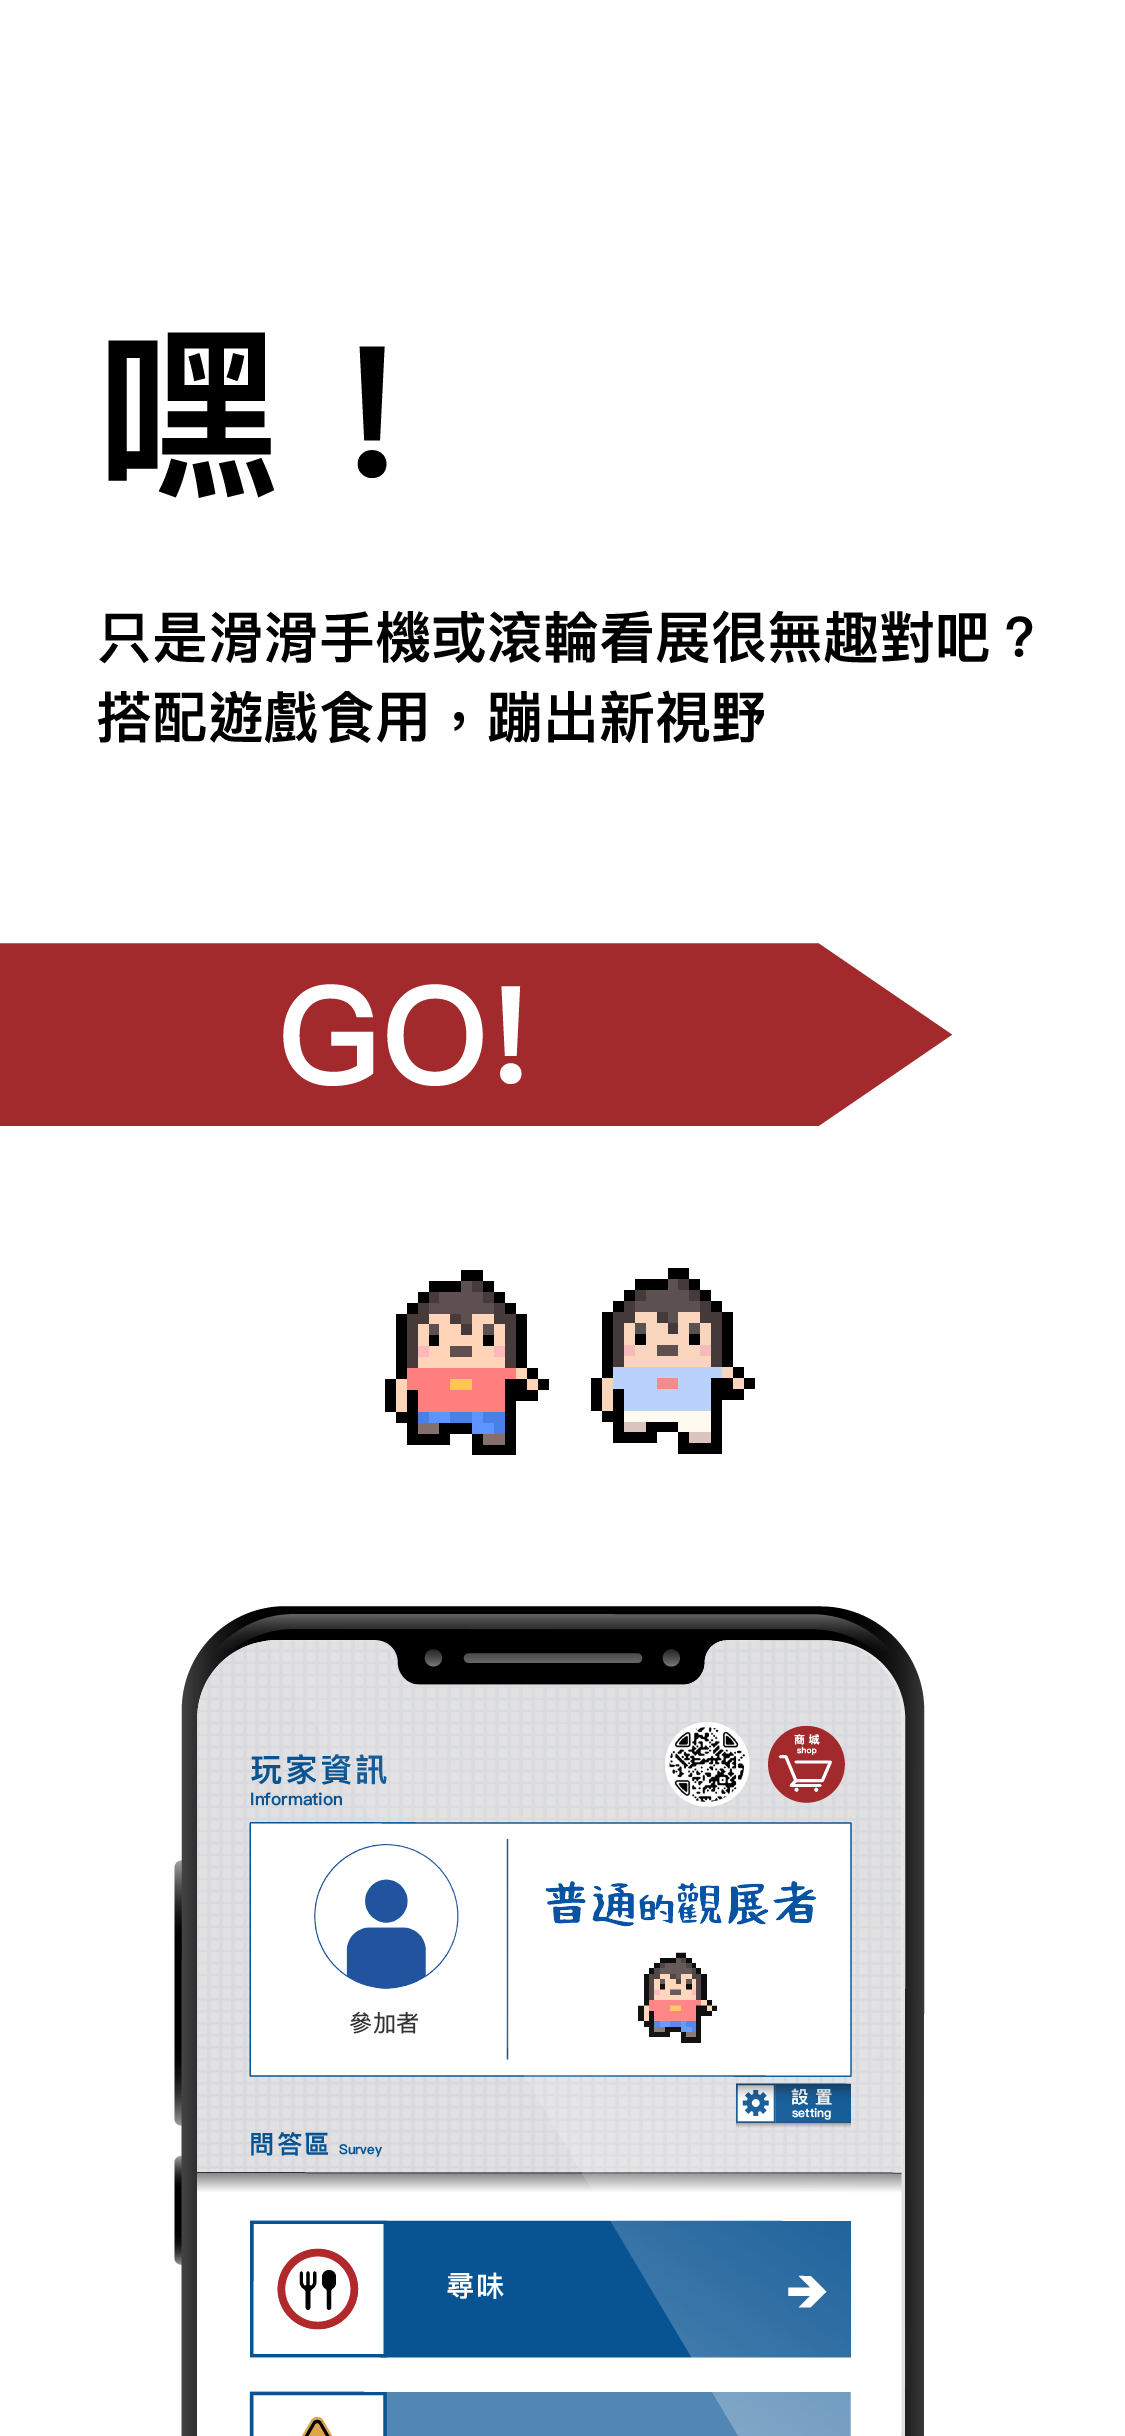 嘿！
只是滑滑手機或滾輪看展很無趣對吧？
搭配遊戲食用，蹦出新視野
GO!
商城
shop
玩家資訊
Information
普通的觀展者
參加者
設置
setting
問答區 Survey
尋味